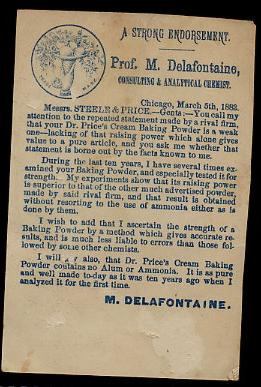 A STRONG ENDORSEMENT.
Prof. M. Delafontaine,
CONSULTING & ANALYTICAL CHEMIST.
Chicago, March 5th, 1883.
Messrs. STEELE & PRICE.—Gents:—You call my
attention to the repeated statement made by a rival firm,
that your Dr. Price's Cream Baking Powder is a weak
one—lacking of that raising power which alone gives
value to a pure article, and you ask me whether that
statement is borne out by the facts known to me.
During the last ten years, I have several times ex-
amined your Baking Powder, and especially tested it for
strength. My experiments show that its raising power
is superior to that of the other much advertised powder,
made by said rival firm, and that result is obtained
without resorting to the use of ammonia either as is
done by them.
I wish to add that I ascertain the strength of a
Baking Powder by a method which gives accurate re-
sults, and is much less liable to errors than those fol-
lowed by some other chemists.
I will also, that Dr. Price's Cream Baking
Powder contains no Alum or Ammonia. It is as pure
and well made to-day as it was ten years ago when I
analyzed it for the first time.
M. DELAFONTAINE.